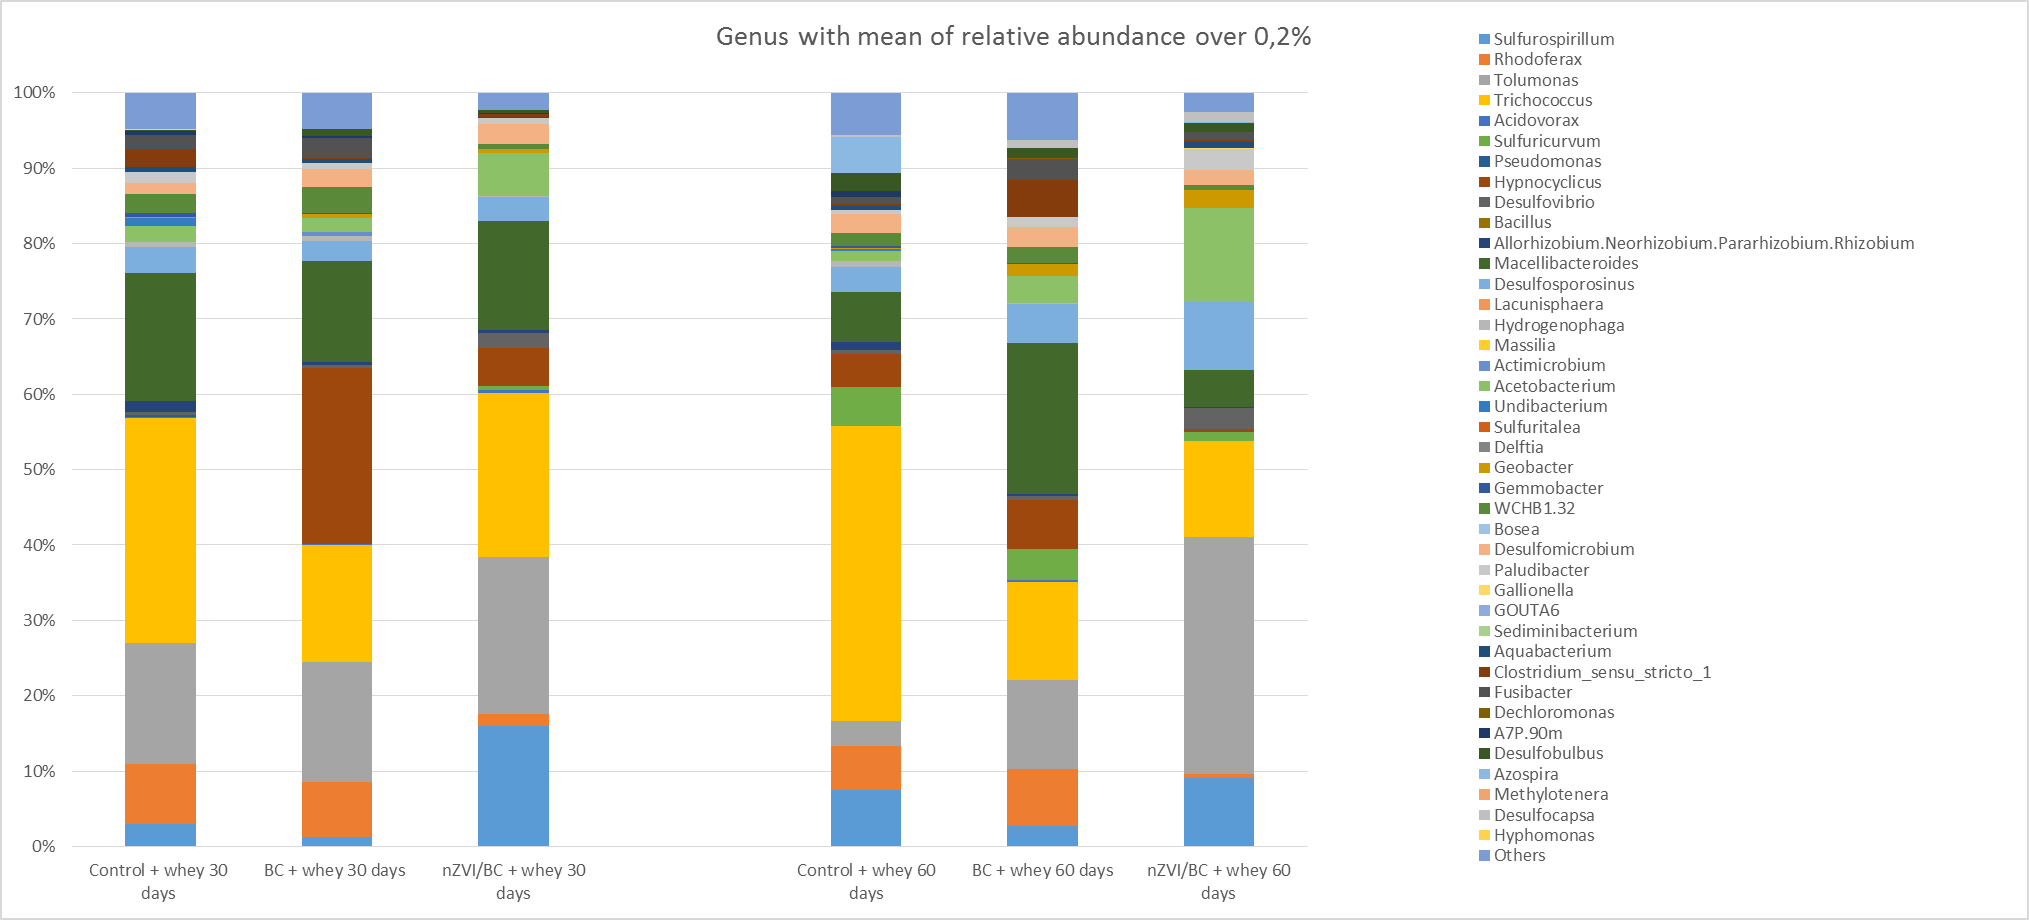 Genus with mean of relative abundance over 0,2%
100%
90%
80%
70%
60%
50%
40%
30%
20%
10%
0%
Control + whey 30
days
BC + whey 30 days
nZVI/BC + whey 30
days
Control + whey 60
days
BC + whey 60 days
nZVI/BC + whey 60
days
Sulfurospirillum
Rhodoferax
Tolumonas
Trichococcus
Acidovorax
Sulfuricurvum
Pseudomonas
Hypnocyclicus
Desulfovibrio
Bacillus
Allorhizobium.Neorhizobium.Pararhizobium.Rhizobium
Macellibacteroides
Desulfosporosinus
Lacunisphaera
Hydrogenophaga
Massilia
Actimicrobium
Acetobacterium
Undibacterium
Sulfuritalea
Delftia
Geobacter
Gemmobacter
WCHB1.32
Bosea
Desulfomicrobium
Paludibacter
Gallionella
GOUTA6
Sediminibacterium
Aquabacterium
Clostridium_sensu_stricto_1
Fusibacter
Dechloromonas
A7P.90m
Desulfobulbus
Azospira
Methylotenera
Desulfocapsa
Hyphomonas
Others